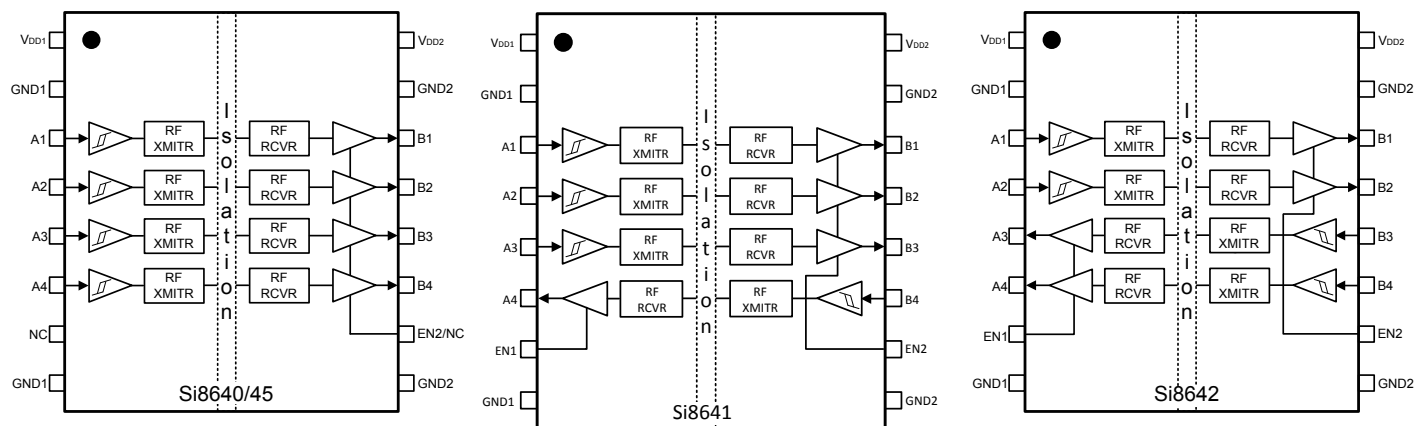 VDD1
VDD2
GND1
GND2
A1
RF
XMITR
RF
RCVR
B1
A2
RF
XMITR
RF
RCVR
B2
A3
RF
XMITR
RF
RCVR
B3
A4
RF
XMITR
RF
RCVR
B4
NC
EN2/NC
GND1
GND2
Isolation
Si8640/45
VDD1
VDD2
GND1
GND2
A1
RF
XMITR
RF
RCVR
B1
A2
RF
XMITR
RF
RCVR
B2
A3
RF
XMITR
RF
RCVR
B3
A4
RF
RCVR
RF
XMITR
B4
EN1
EN2
GND1
GND2
Isolation
Si8641
VDD1
VDD2
GND1
GND2
A1
RF
XMITR
RF
RCVR
B1
A2
RF
XMITR
RF
RCVR
B2
A3
RF
RCVR
RF
XMITR
B3
A4
RF
RCVR
RF
XMITR
B4
EN1
EN2
GND1
GND2
Isolation
Si8642